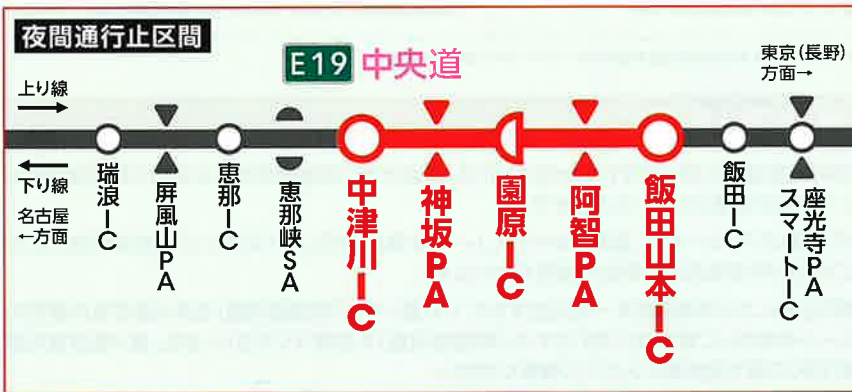 夜間通行止区間
E19 中央道
東京(長野)
方面→
上り線
下り線
名古屋
←方面
瑞浪IC
屏風山PA
恵那IC
恵那峡SA
中津川IC
神坂PA
園原IC
阿智PA
飯田山本IC
飯田IC
座光寺PA
スマートIC